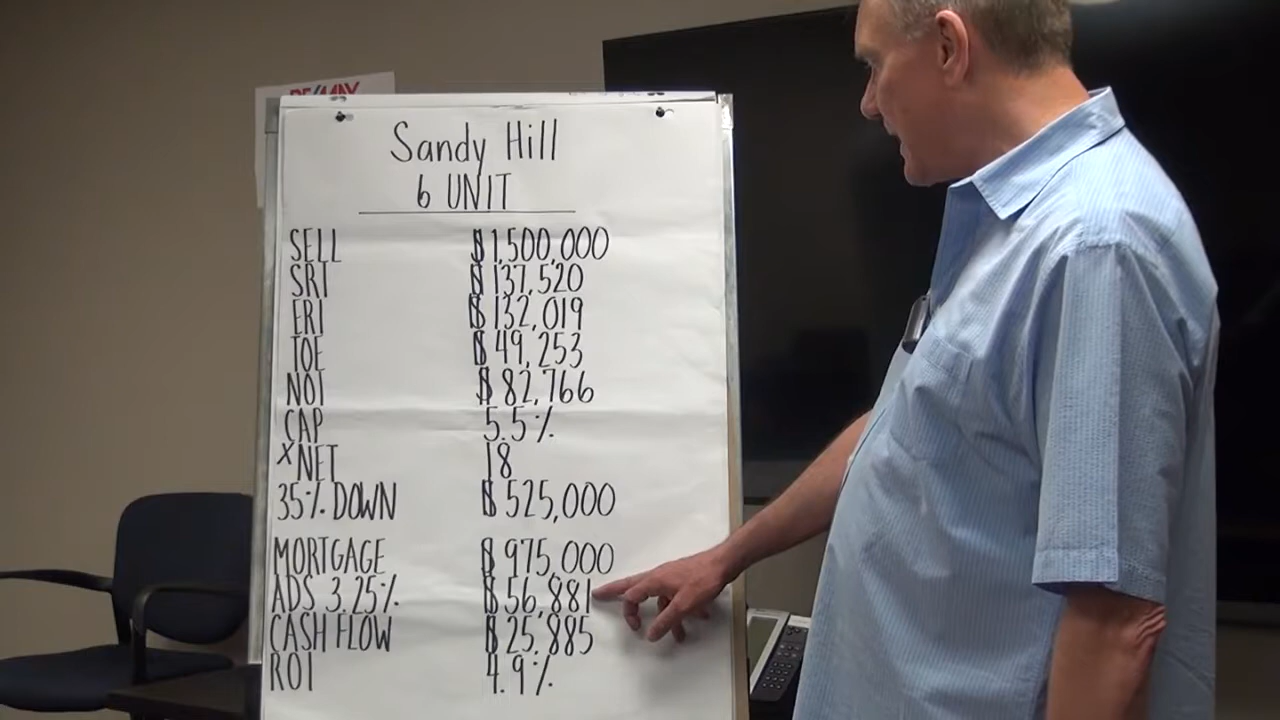 RE/MAX
Sandy Hill
6 UNIT
SELL $1,500,000
SRI $137,520
ERI $132,019
TOE $49,253
NOI $82,766
CAP 5.5%
xNET 18
35% DOWN $525,000
MORTGAGE $975,000
ADS 3.25% $56,881
CASH FLOW $25,885
ROI 4.9%